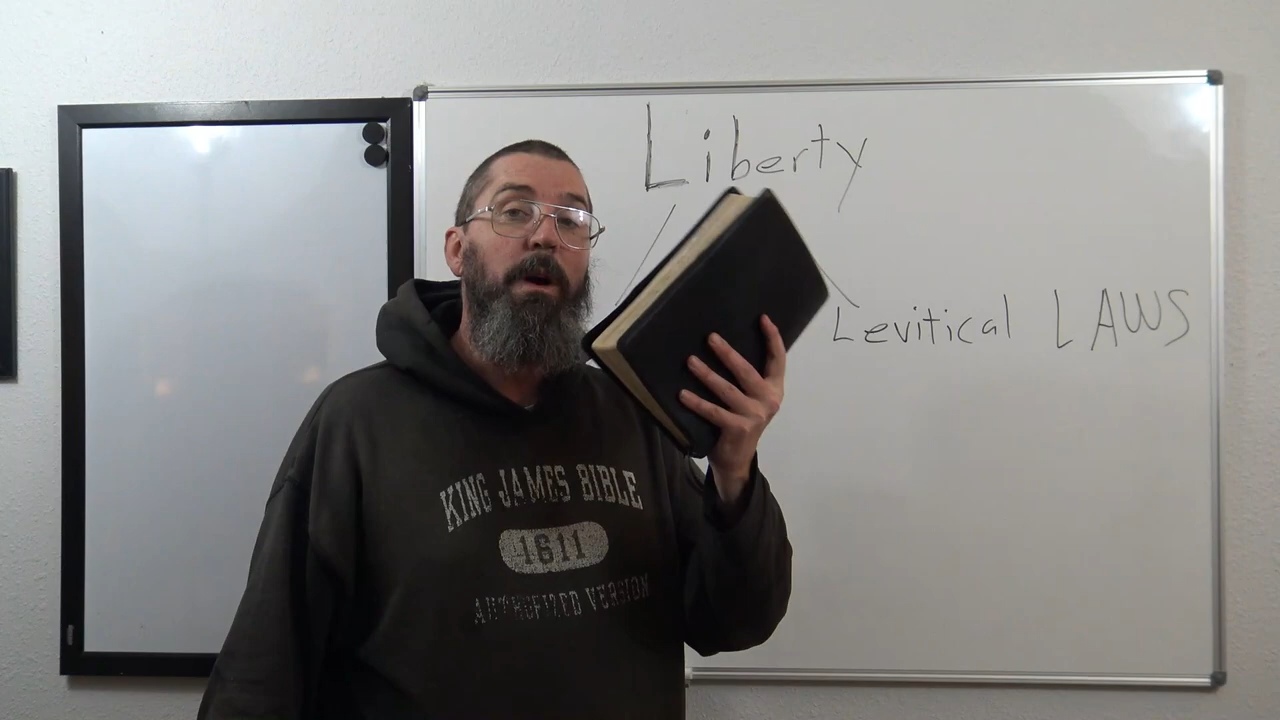 Liberty
Levitical LAWS
KING JAMES BIBLE
1611
AUTHORIZED VERSION